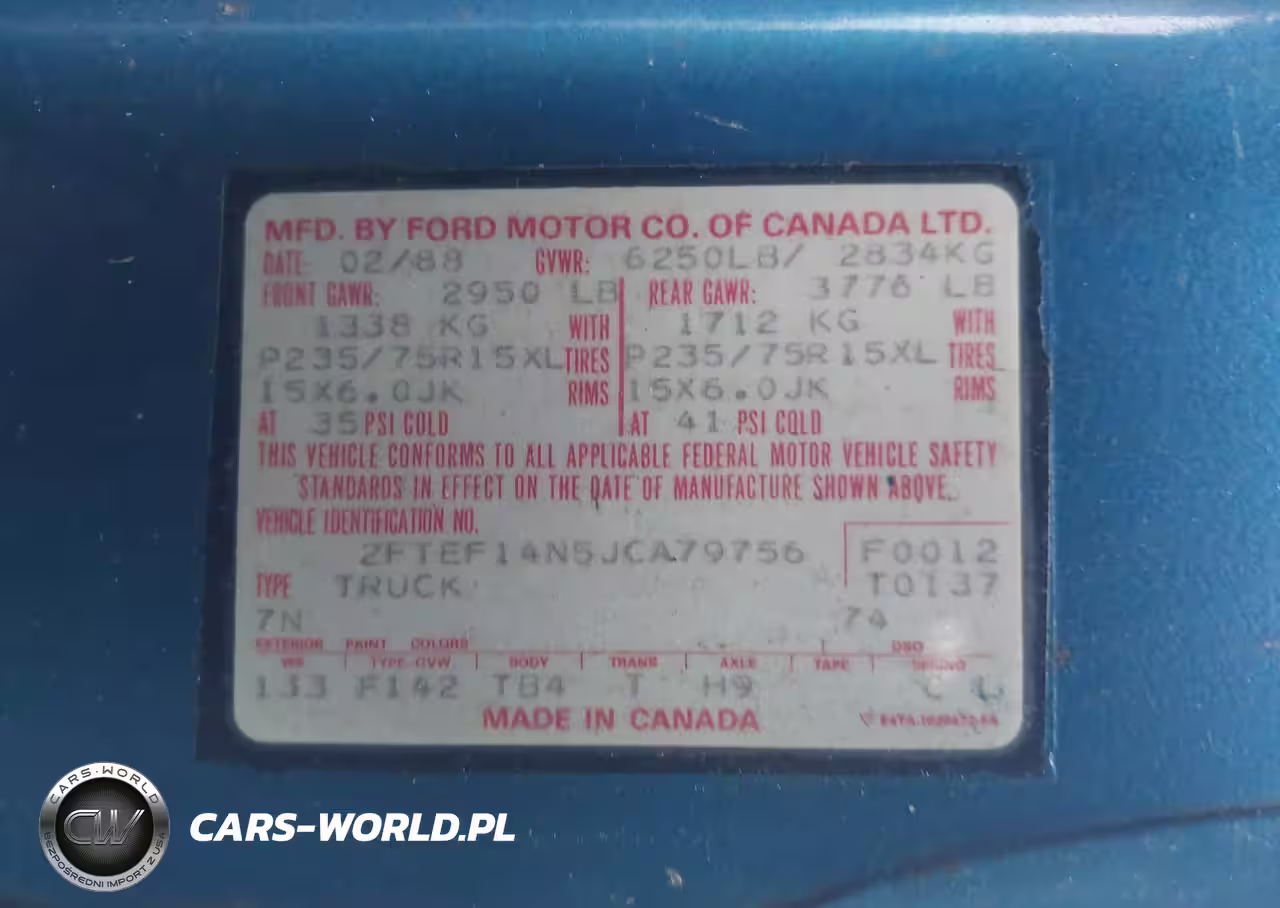 MFD. BY FORD MOTOR CO. OF CANADA LTD.
DATE: 02/88 GVWR: 6250LB/ 2834KG
FRONT GAWR: 2950 LB REAR GAWR: 3776 LB
1338 KG WITH 1712 KG WITH
P235/75R15XL TIRES P235/75R15XL TIRES
15X6.0JK RIMS 15X6.0JK RIMS
AT 35 PSI COLD AT 41 PSI COLD
THIS VEHICLE CONFORMS TO ALL APPLICABLE FEDERAL MOTOR VEHICLE SAFETY
STANDARDS IN EFFECT ON THE DATE OF MANUFACTURE SHOWN ABOVE.
VEHICLE IDENTIFICATION NO.
2FTEF14N5JCA79756 F0012
TYPE TRUCK T0137
7N 74
EXTERIOR PAINT COLORS DSO
WB TYPE-GVW BODY TRANS AXLE TAPE SPRING
133 F142 TB4 T H9 C L
MADE IN CANADA
CARS-WORLD
CW
BEZPOŚREDNI IMPORT Z USA
CARS-WORLD.PL